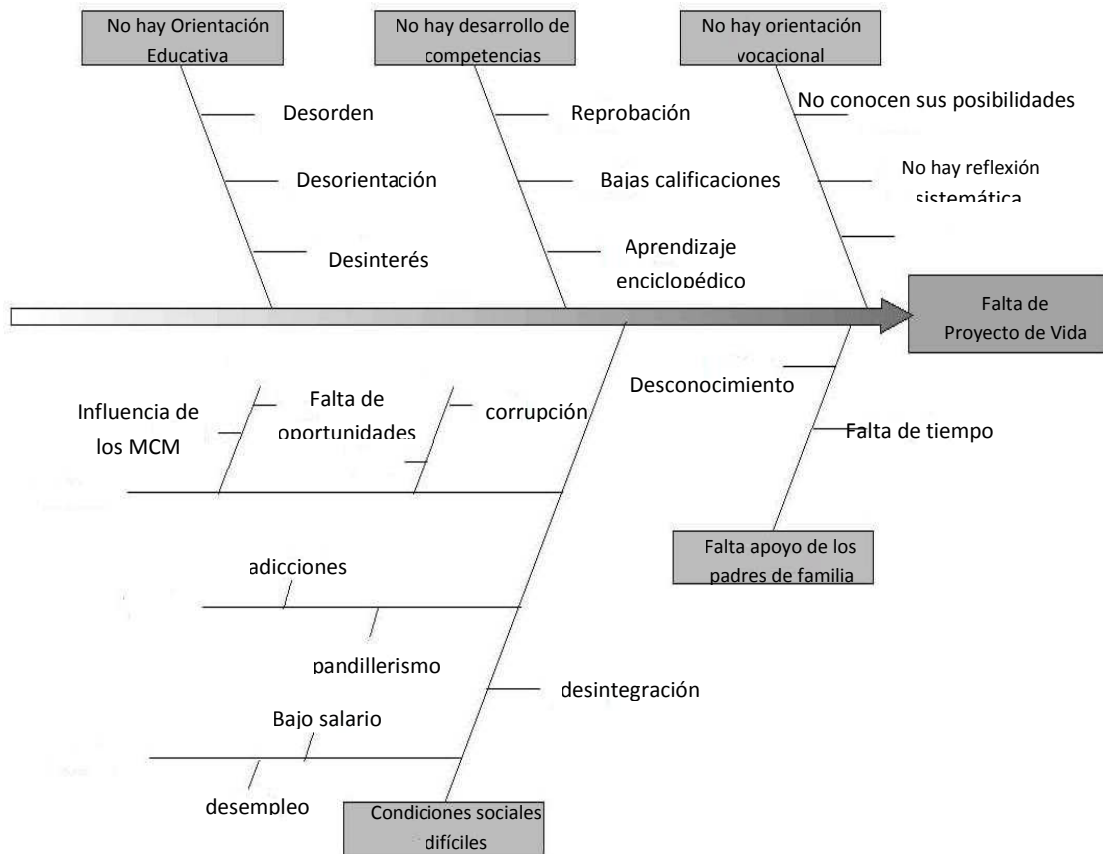 No hay Orientación
Educativa
No hay desarrollo de
competencias
No hay orientación
vocacional
Desorden
Desorientación
Desinterés
Reprobación
Bajas calificaciones
Aprendizaje
enciclopédico
No conocen sus posibilidades
No hay reflexión
sistemática
Falta de
Proyecto de Vida
Influencia de
los MCM
Falta de
oportunidades
corrupción
Desconocimiento
Falta de tiempo
Falta apoyo de los
padres de familia
adicciones
pandillerismo
desintegración
Bajo salario
desempleo
Condiciones sociales
difíciles